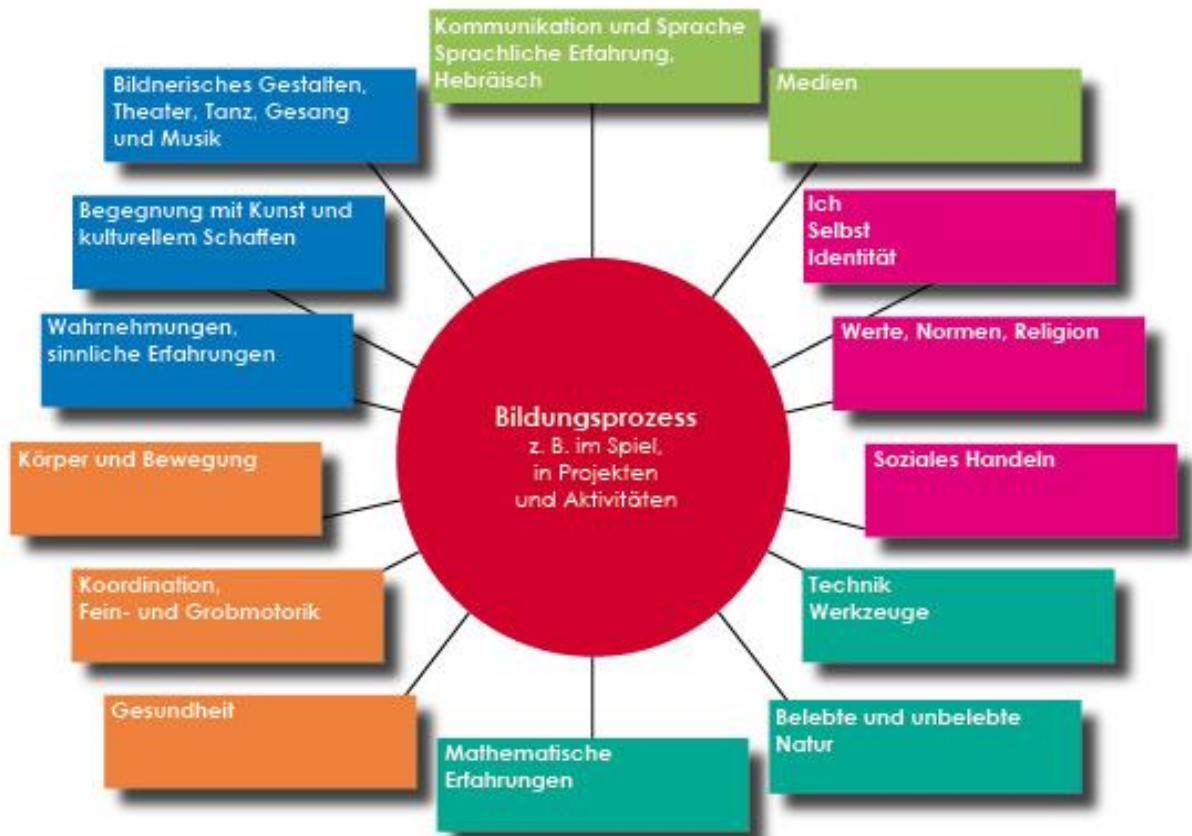 Kommunikation und Sprache
Sprachliche Erfahrung,
Hebräisch
Medien
Ich
Selbst
Identität
Werte, Normen, Religion
Soziales Handeln
Technik
Werkzeuge
Belebte und unbelebte
Natur
Mathematische
Erfahrungen
Gesundheit
Koordination,
Fein- und Grobmotorik
Körper und Bewegung
Wahrnehmungen,
sinnliche Erfahrungen
Begegnung mit Kunst und
kulturellem Schaffen
Bildnerisches Gestalten,
Theater, Tanz, Gesang
und Musik
Bildungsprozess
z. B. im Spiel,
in Projekten
und Aktivitäten